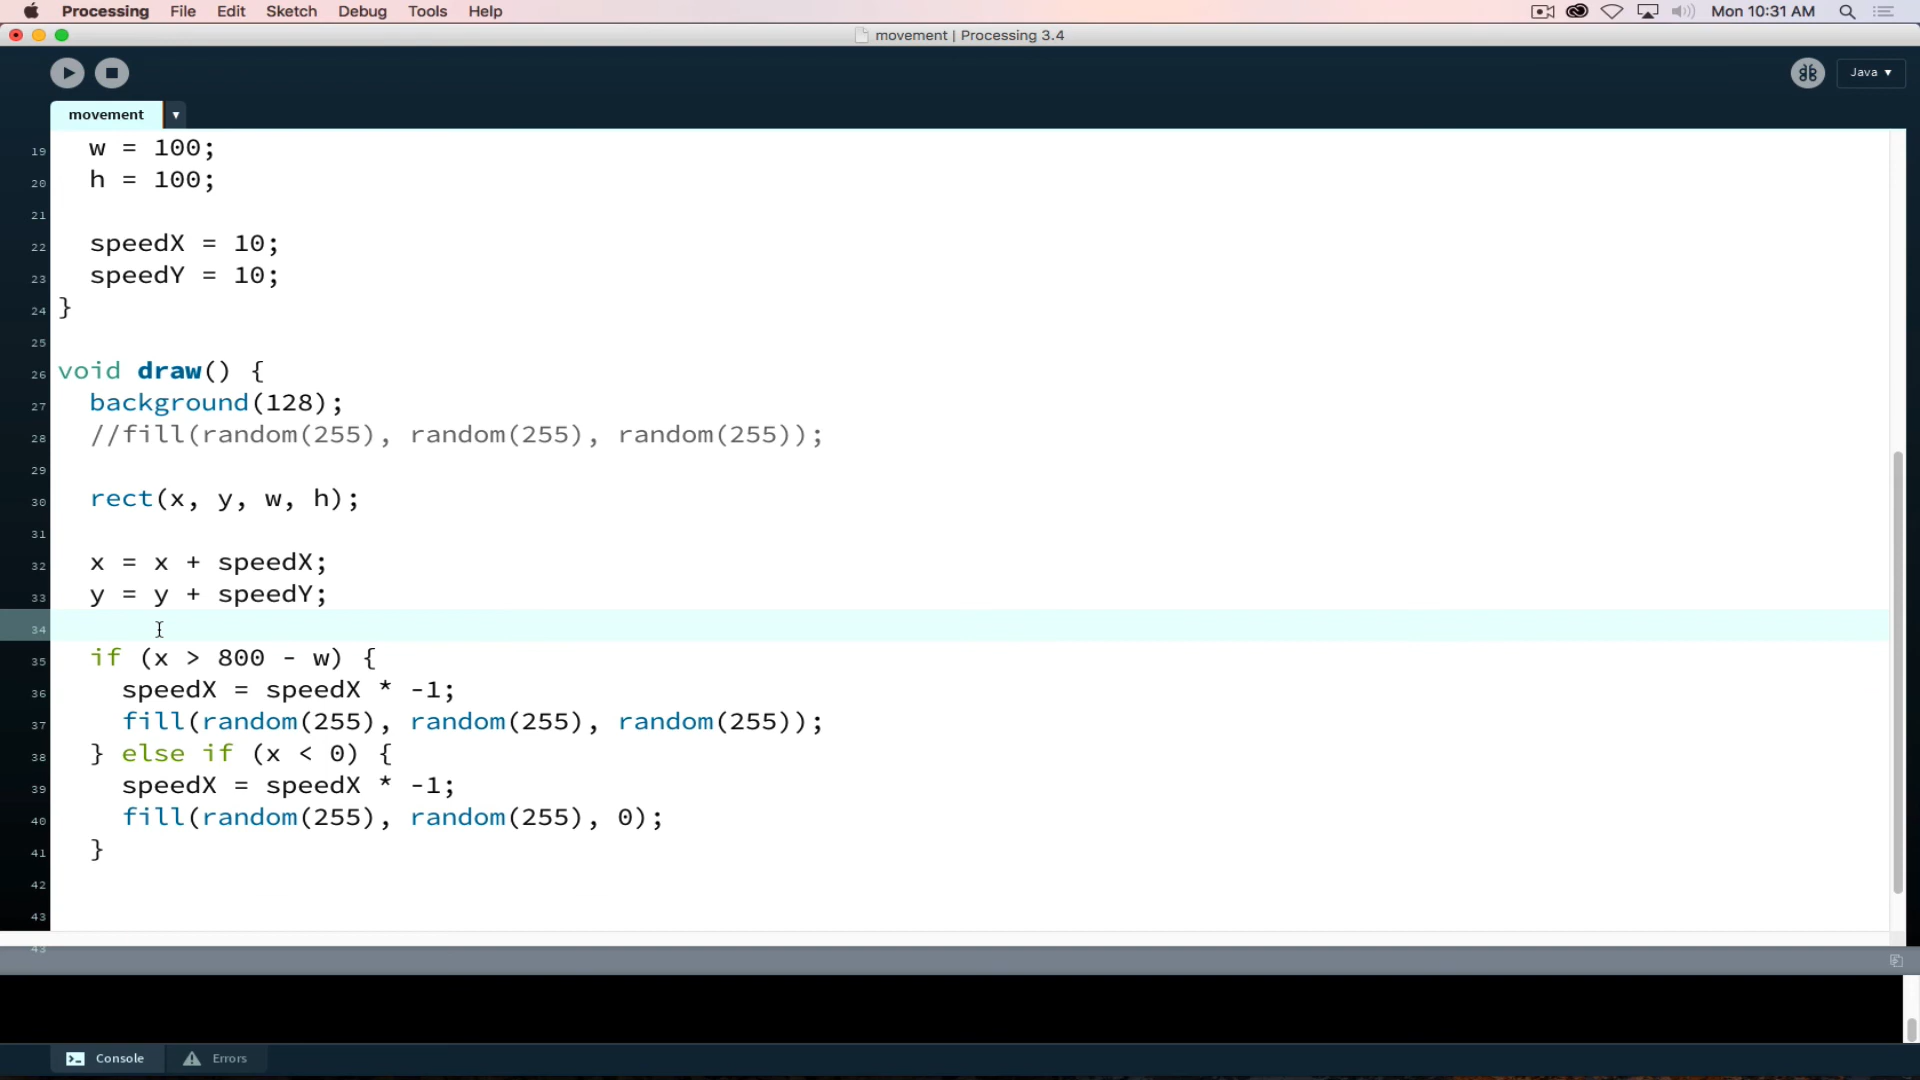 Processing File Edit Sketch Debug Tools Help Mon 10:31 AM
movement | Processing 3.4
Java ▾
movement ▾
19 w = 100;
20 h = 100;
21
22 speedX = 10;
23 speedY = 10;
24 }
25
26 void draw() {
27 background(128);
28 //fill(random(255), random(255), random(255));
29
30 rect(x, y, w, h);
31
32 x = x + speedX;
33 y = y + speedY;
34
35 if (x > 800 - w) {
36 speedX = speedX * -1;
37 fill(random(255), random(255), random(255));
38 } else if (x < 0) {
39 speedX = speedX * -1;
40 fill(random(255), random(255), 0);
41 }
42
43
43
Console Errors